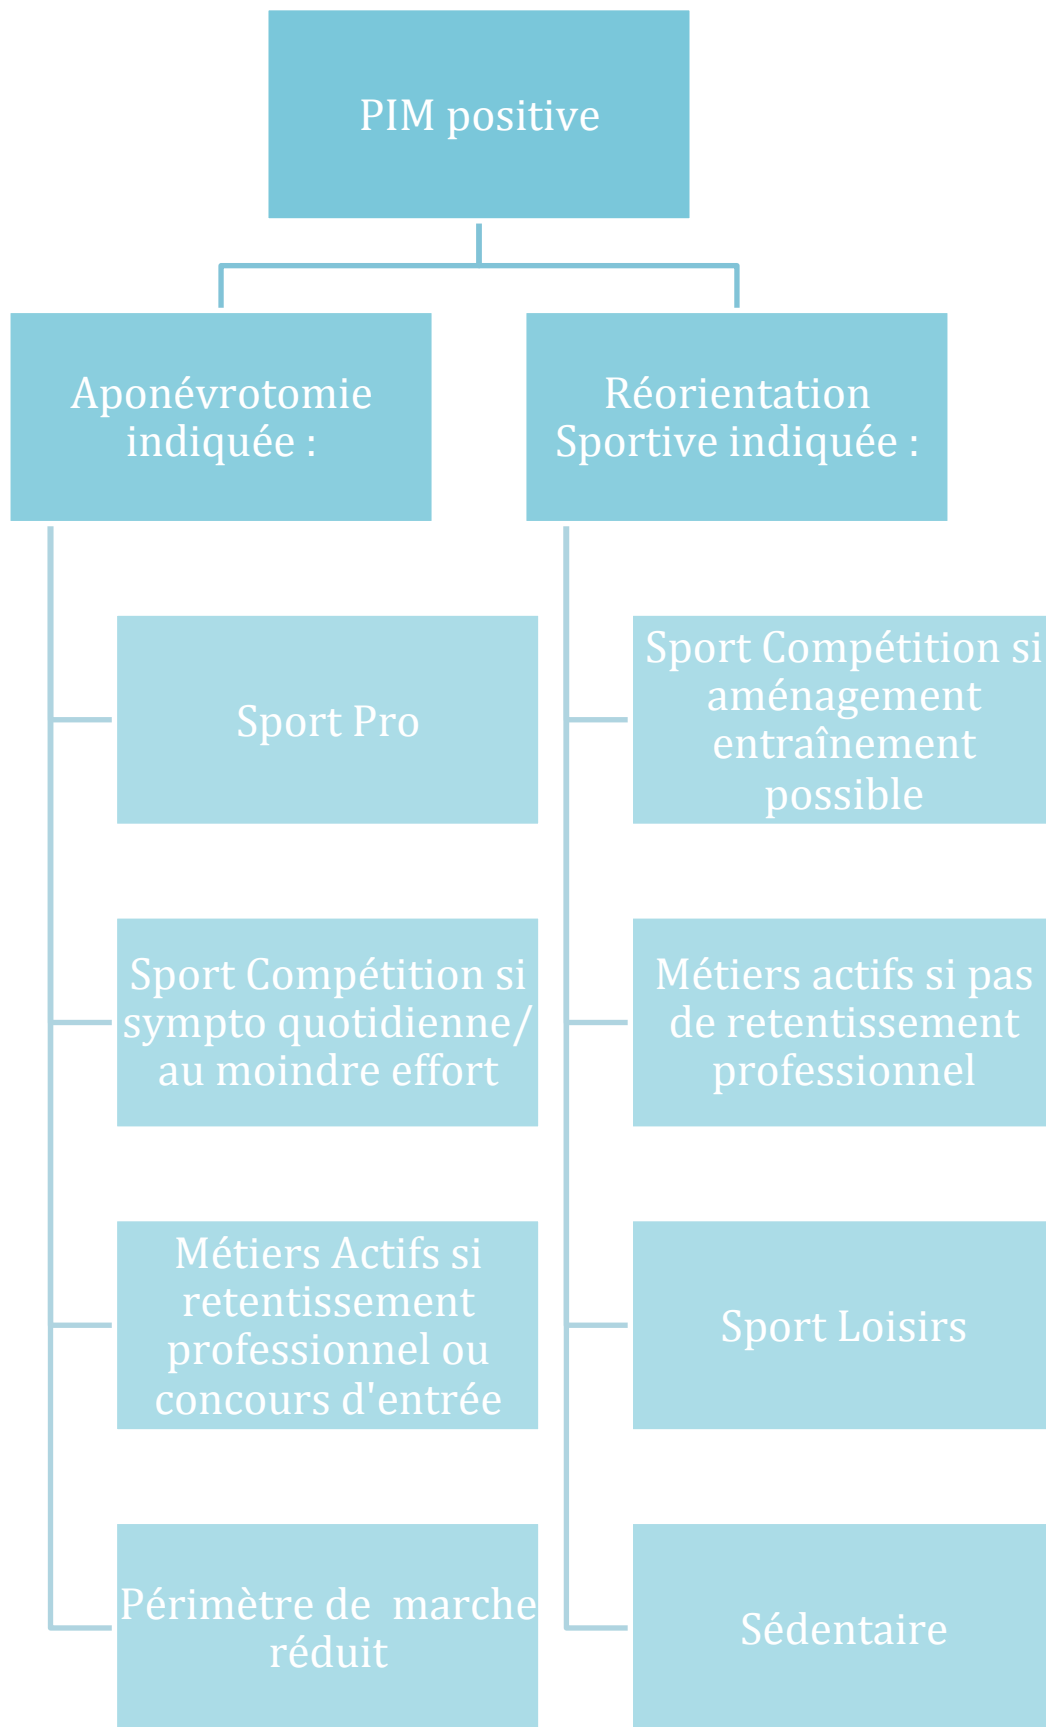 PIM positive
Aponévrotomie
indiquée :
Réorientation
Sportive indiquée :
Sport Pro
Sport Compétition si
sympto quotidienne/
au moindre effort
Métiers Actifs si
retentissement
professionnel ou
concours d'entrée
Périmètre de  marche
réduit
Sport Compétition si
aménagement
entraînement
possible
Métiers actifs si pas
de retentissement
professionnel
Sport Loisirs
Sédentaire